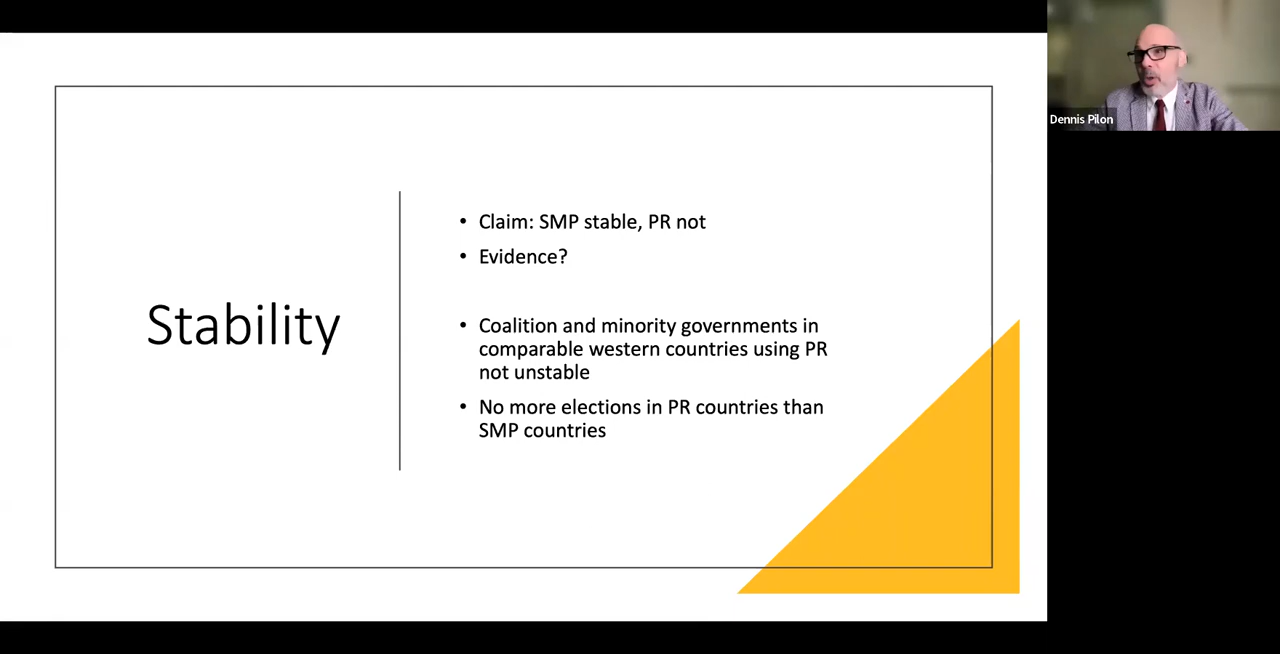 Stability
• Claim: SMP stable, PR not
• Evidence?
• Coalition and minority governments in
comparable western countries using PR
not unstable
• No more elections in PR countries than
SMP countries
Dennis Pilon